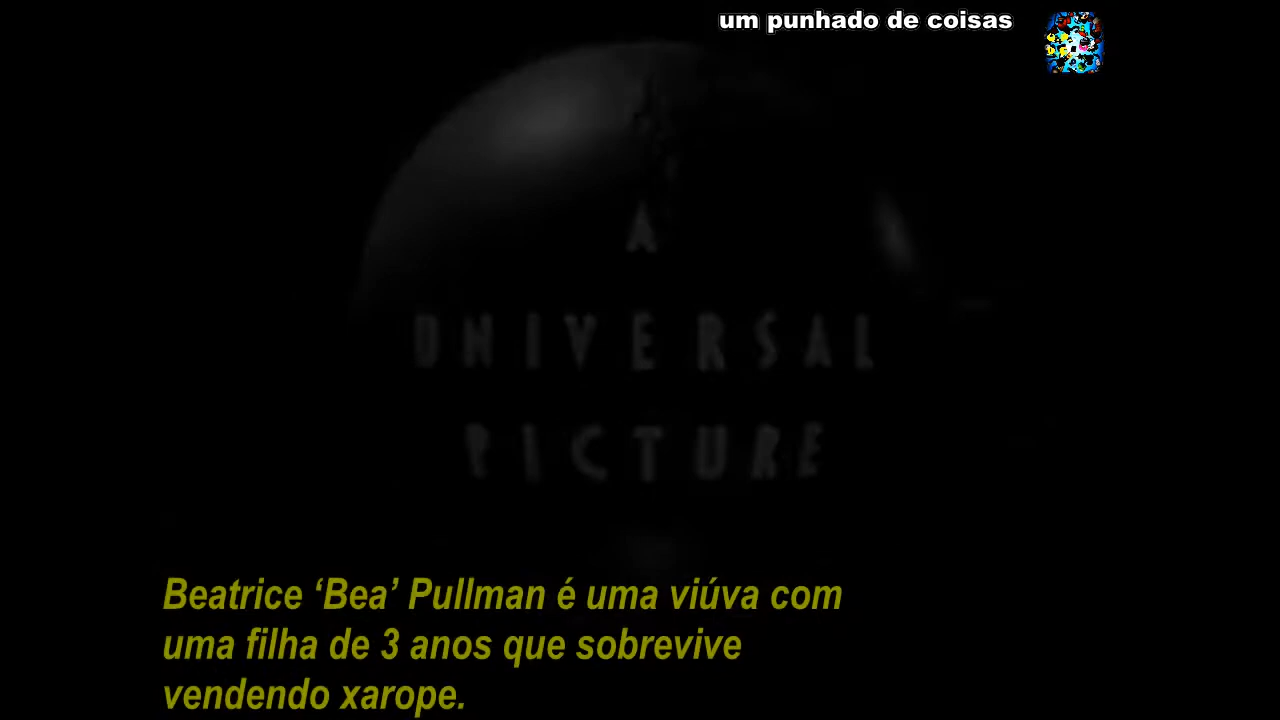 um punhado de coisas
A
UNIVERSAL
PICTURE
Beatrice ‘Bea’ Pullman é uma viúva com
uma filha de 3 anos que sobrevive
vendendo xarope.